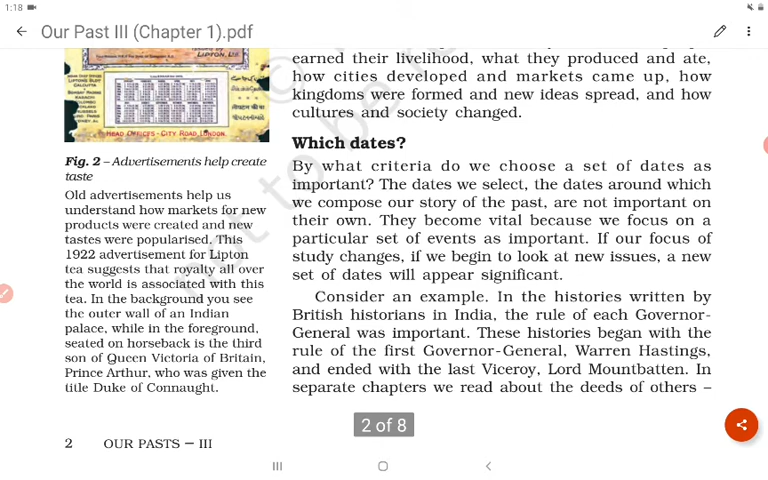 1:18
Our Past III (Chapter 1).pdf
LIPTON, LTD.
HEAD OFFICES - CITY ROAD, LONDON.
Fig. 2 – Advertisements help create
taste
Old advertisements help us
understand how markets for new
products were created and new
tastes were popularised. This
1922 advertisement for Lipton
tea suggests that royalty all over
the world is associated with this
tea. In the background you see
the outer wall of an Indian
palace, while in the foreground,
seated on horseback is the third
son of Queen Victoria of Britain,
Prince Arthur, who was given the
title Duke of Connaught.
earned their livelihood, what they produced and ate,
how cities developed and markets came up, how
kingdoms were formed and new ideas spread, and how
cultures and society changed.
Which dates?
By what criteria do we choose a set of dates as
important? The dates we select, the dates around which
we compose our story of the past, are not important on
their own. They become vital because we focus on a
particular set of events as important. If our focus of
study changes, if we begin to look at new issues, a new
set of dates will appear significant.
Consider an example. In the histories written by
British historians in India, the rule of each Governor-
General was important. These histories began with the
rule of the first Governor-General, Warren Hastings,
and ended with the last Viceroy, Lord Mountbatten. In
separate chapters we read about the deeds of others –
2 of 8
2 OUR PASTS – III
not to be